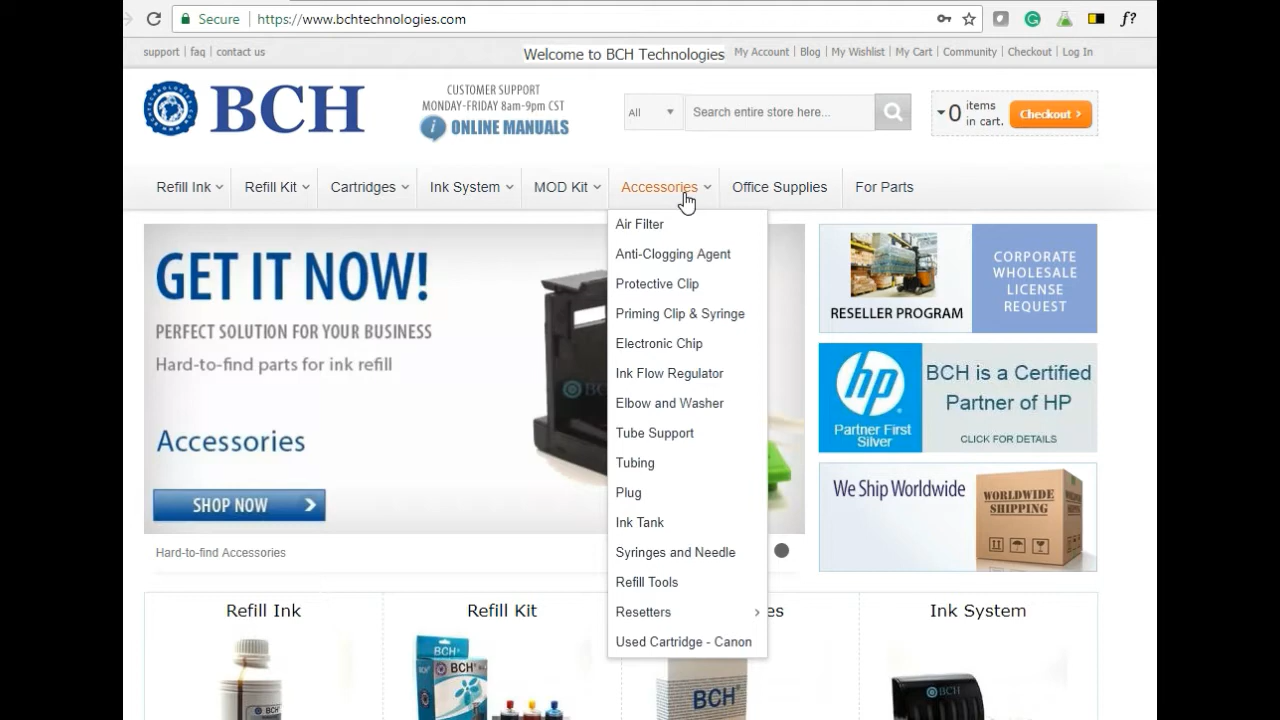 Secure https://www.bchtechnologies.com
f?
support | faq | contact us
Welcome to BCH Technologies
My Account | Blog | My Wishlist | My Cart | Community | Checkout | Log In
BCH
CUSTOMER SUPPORT
MONDAY-FRIDAY 8am-9pm CST
ONLINE MANUALS
All
Search entire store here...
0 items
in cart.
Checkout >
Refill Ink
Refill Kit
Cartridges
Ink System
MOD Kit
Accessories
Office Supplies
For Parts
Air Filter
Anti-Clogging Agent
Protective Clip
Priming Clip & Syringe
Electronic Chip
Ink Flow Regulator
Elbow and Washer
Tube Support
Tubing
Plug
Ink Tank
Syringes and Needle
Refill Tools
Resetters
Used Cartridge - Canon
GET IT NOW!
PERFECT SOLUTION FOR YOUR BUSINESS
Hard-to-find parts for ink refill
Accessories
SHOP NOW
Hard-to-find Accessories
RESELLER PROGRAM
CORPORATE
WHOLESALE
LICENSE
REQUEST
hp
Partner First
Silver
BCH is a Certified
Partner of HP
CLICK FOR DETAILS
We Ship Worldwide
WORLDWIDE
SHIPPING
Refill Ink
Refill Kit
Ink System
BCH
BCH
BCH